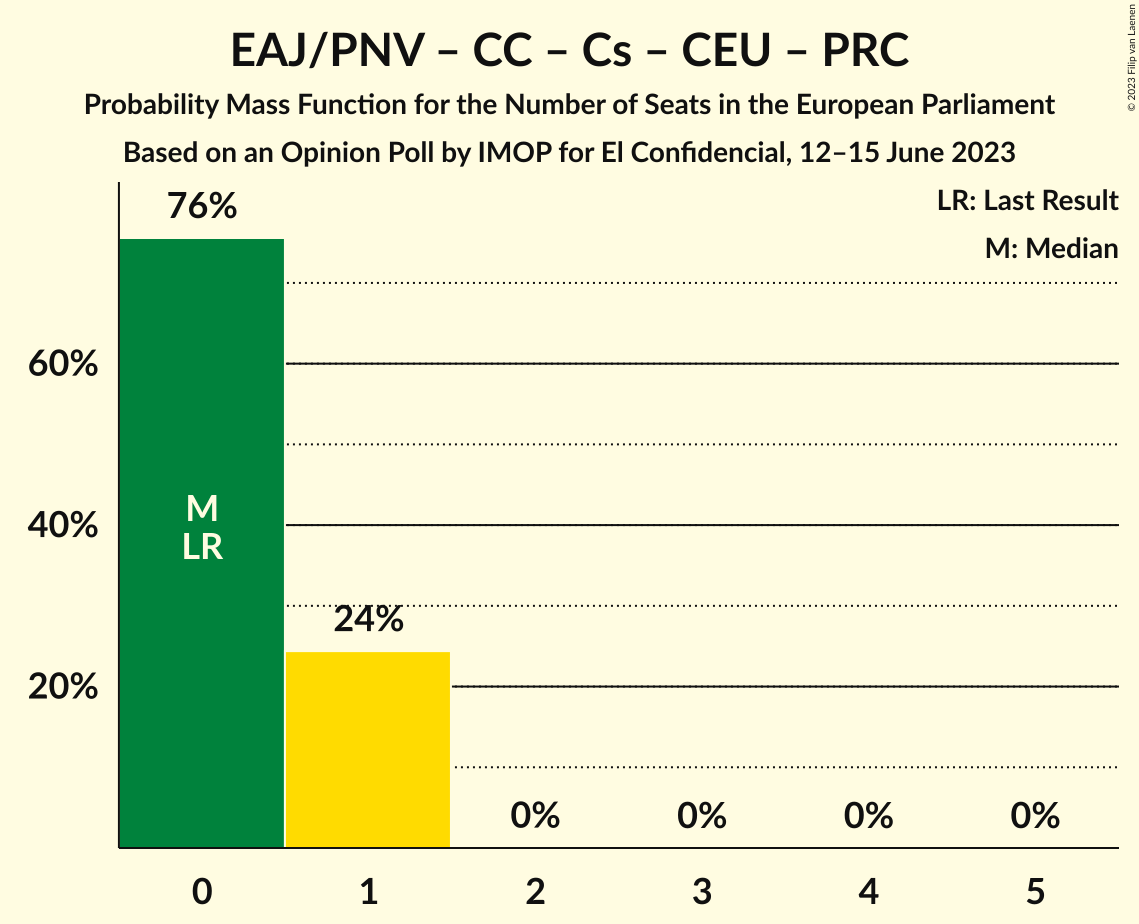 EAJ/PNV – CC – Cs – CEU – PRC
Probability Mass Function for the Number of Seats in the European Parliament
Based on an Opinion Poll by IMOP for El Confidencial, 12–15 June 2023
© 2023 Filip van Laenen
LR: Last Result
M: Median
76%
60%
M
40%
LR
24%
20%
0% 0% 0% 0%
0 1 2 3 4 5